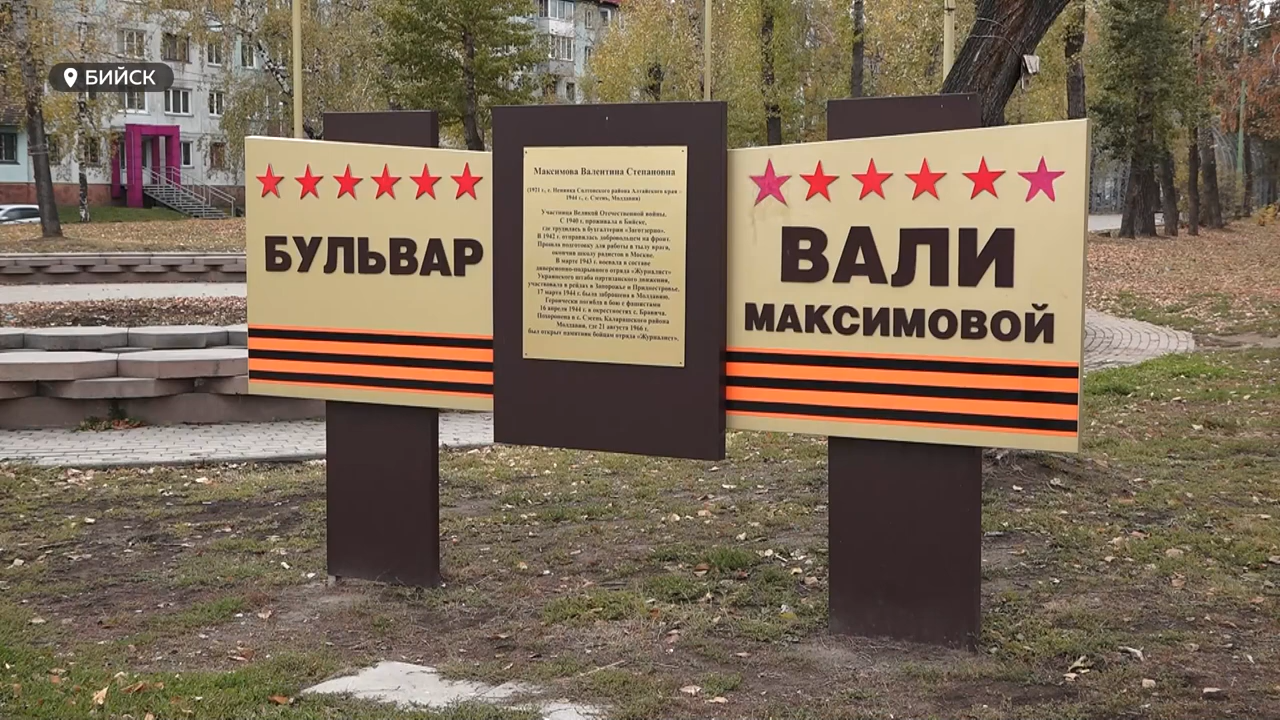 БИЙСК
БУЛЬВАР
Максимова Валентина Степановна
(1921 г., с. Ненинка Солтонского района Алтайского края –
1944 г., с. Сэсень, Молдавия)
Участница Великой Отечественной войны.
С 1940 г. проживала в Бийске,
где трудилась в бухгалтерии «Заготзерно».
В 1942 г. отправилась добровольцем на фронт.
Прошла подготовку для работы в тылу врага,
окончив школу радистов в Москве.
В марте 1943 г. воевала в составе
диверсионно-подрывного отряда «Журналист»
Украинского штаба партизанского движения,
участвовала в рейдах в Запорожье и Приднестровье.
17 марта 1944 г. была заброшена в Молдавию.
Героически погибла в бою с фашистами
16 апреля 1944 г. в окрестностях с. Бравича.
Похоронена в с. Сэсень Каларашского района
Молдавии, где 21 августа 1966 г.
был открыт памятник бойцам отряда «Журналист».
ВАЛИ
МАКСИМОВОЙ